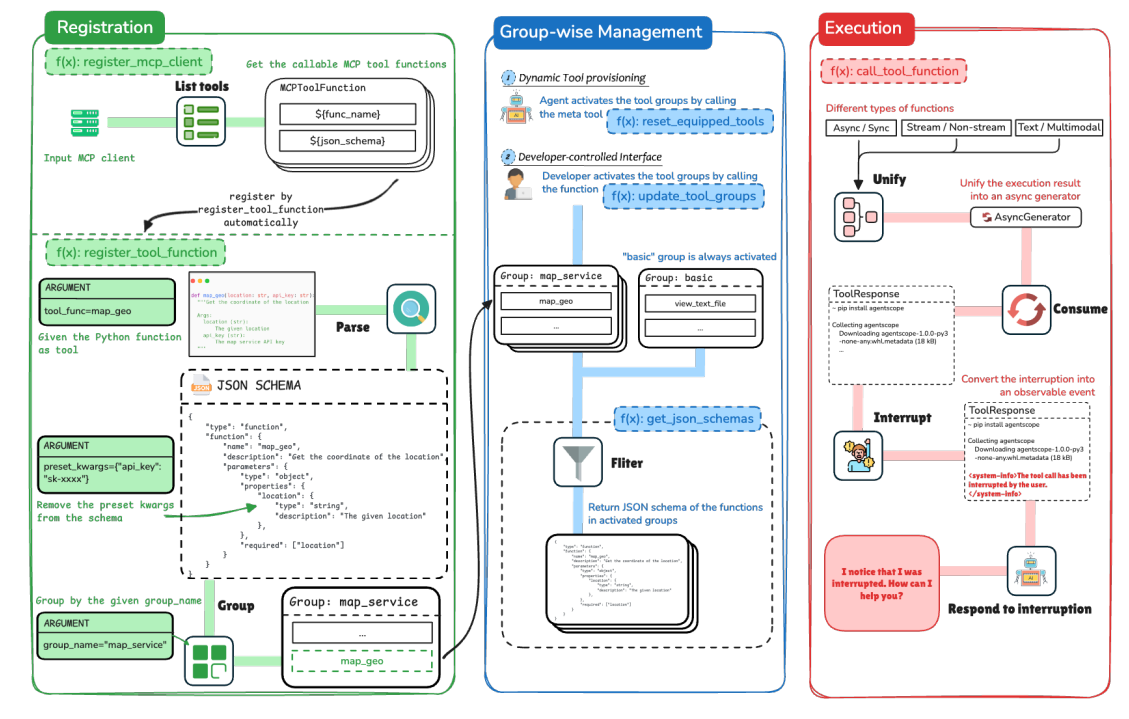 Registration
f(x): register_mcp_client
Get the callable MCP tool functions
List tools
MCPToolFunction
${func_name}
${json_schema}
Input MCP client
register by
register_tool_function
automatically
f(x): register_tool_function
ARGUMENT
tool_func=map_geo
Given the Python function
as tool
def map_geo(location: str, api_key: str):
"""Get the coordinate of the location
Args:
location (str):
The given location
api_key (str):
The map service API key
"""
Parse
JSON
JSON SCHEMA
{
"type": "function",
"function": {
"name": "map_geo",
"description": "Get the coordinate of the location"
"parameters": {
"type": "object",
"properties": {
"location": {
"type": "string",
"description": "The given location"
},
},
"required": ["location"]
}
}
}
ARGUMENT
preset_kwargs={"api_key":
"sk-xxxx"}
Remove the preset kwargs
from the schema
Group by the given group_name
Group
ARGUMENT
group_name="map_service"
Group: map_service
...
map_geo
Group-wise Management
1 Dynamic Tool provisioning
Agent activates the tool groups by calling
the meta tool
f(x): reset_equipped_tools
AI
2 Developer-controlled Interface
Developer activates the tool groups by calling
the function
f(x): update_tool_groups
"basic" group is always activated
Group: map_service
map_geo
...
Group: basic
view_text_file
...
f(x): get_json_schemas
Fliter
Return JSON schema of the functions
in activated groups
{
"type": "function",
"function": {
"name": "map_geo",
"description": "Get the coordinate of the location",
"parameters": {
"type": "object",
"properties": {
"location": {
"type": "string",
"description": "The given location"
},
},
"required": ["location"]
}
}
}
Execution
f(x): call_tool_function
Different types of functions
Async / Sync
Stream / Non-stream
Text / Multimodal
Unify
Unify the execution result
into an async generator
AsyncGenerator
Consume
ToolResponse
~ pip install agentscope
Collecting agentscope
Downloading agentscope-1.0.0-py3
-none-any.whl.metadata (18 kB)
...
Convert the interruption into
an observable event
Interrupt
ToolResponse
~ pip install agentscope
Collecting agentscope
Downloading agentscope-1.0.0-py3
-none-any.whl.metadata (18 kB)
<system-info>The tool call has been
interrupted by the user.
</system-info>
I notice that I was
interrupted. How can I
help you?
AI
Respond to interruption